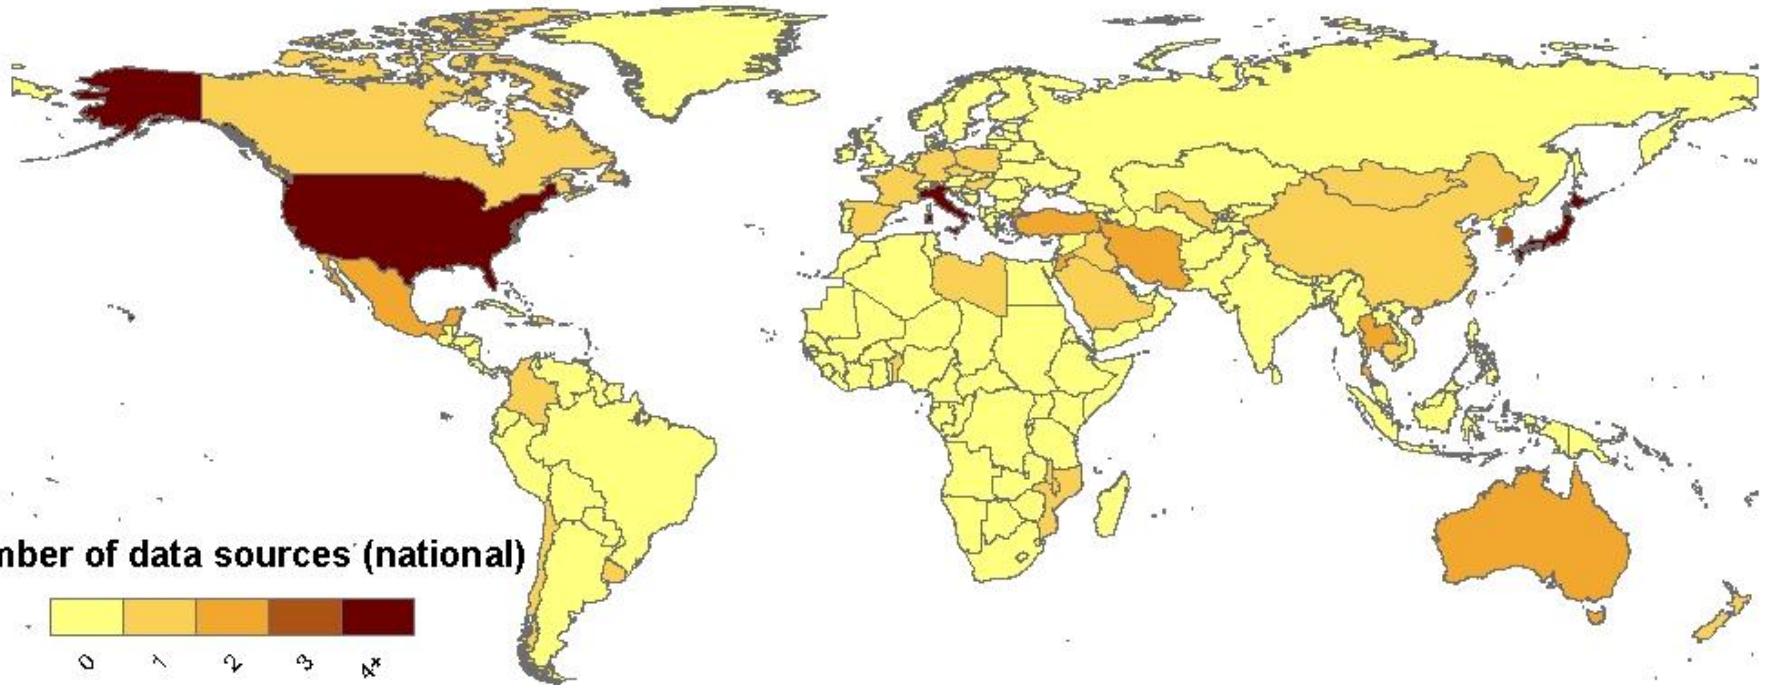 mber of data sources (national)
0 1 2 3 4+